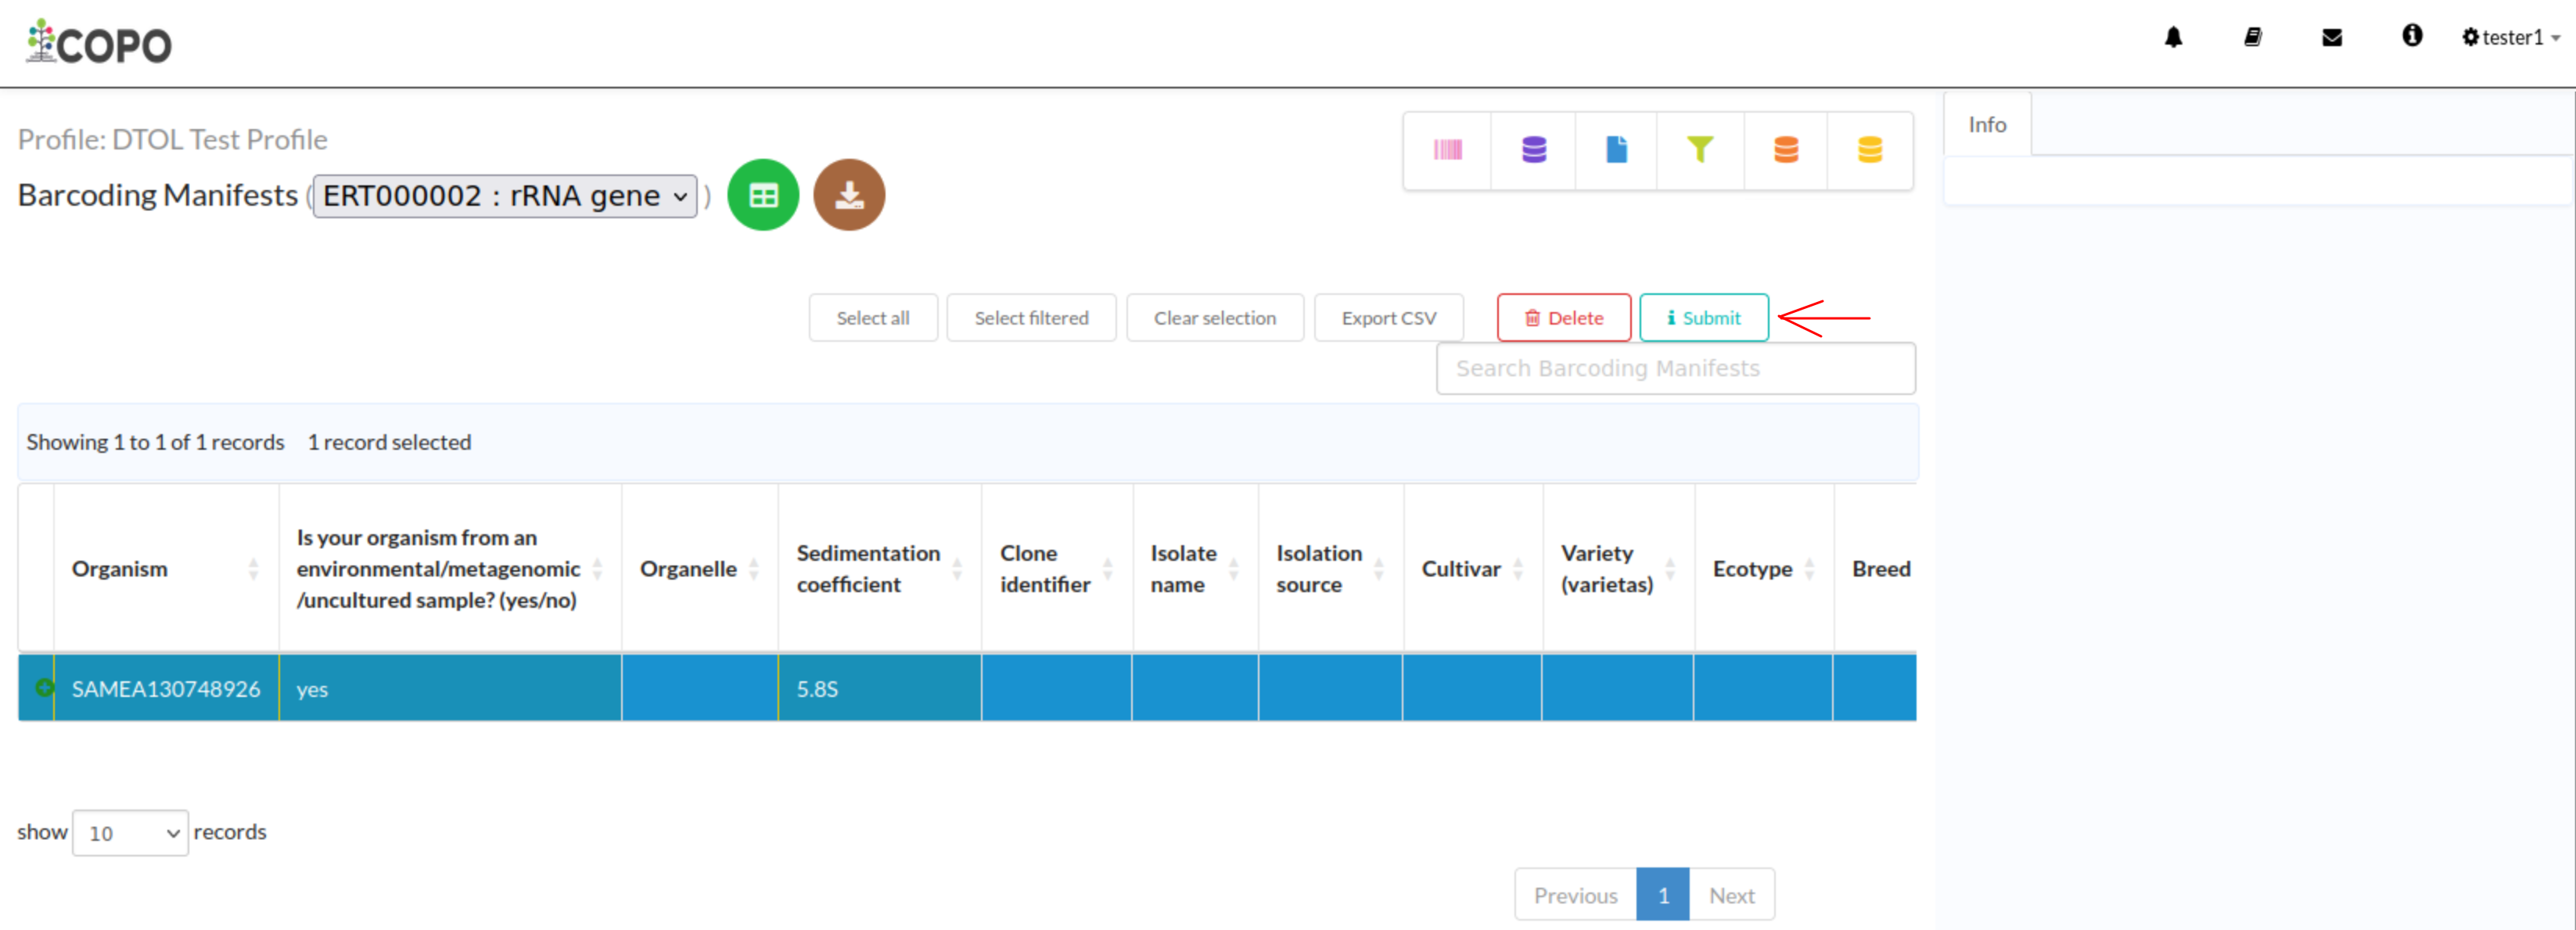 COPO
tester1
Info
Profile: DTOL Test Profile
Barcoding Manifests ( ERT000002 : rRNA gene )
Select all Select filtered Clear selection Export CSV Delete Submit
Search Barcoding Manifests
Showing 1 to 1 of 1 records 1 record selected
Organism
Is your organism from an
environmental/metagenomic
/uncultured sample? (yes/no)
Organelle
Sedimentation
coefficient
Clone
identifier
Isolate
name
Isolation
source
Cultivar
Variety
(varietas)
Ecotype
Breed
SAMEA130748926 yes 5.8S
show 10 records
Previous 1 Next